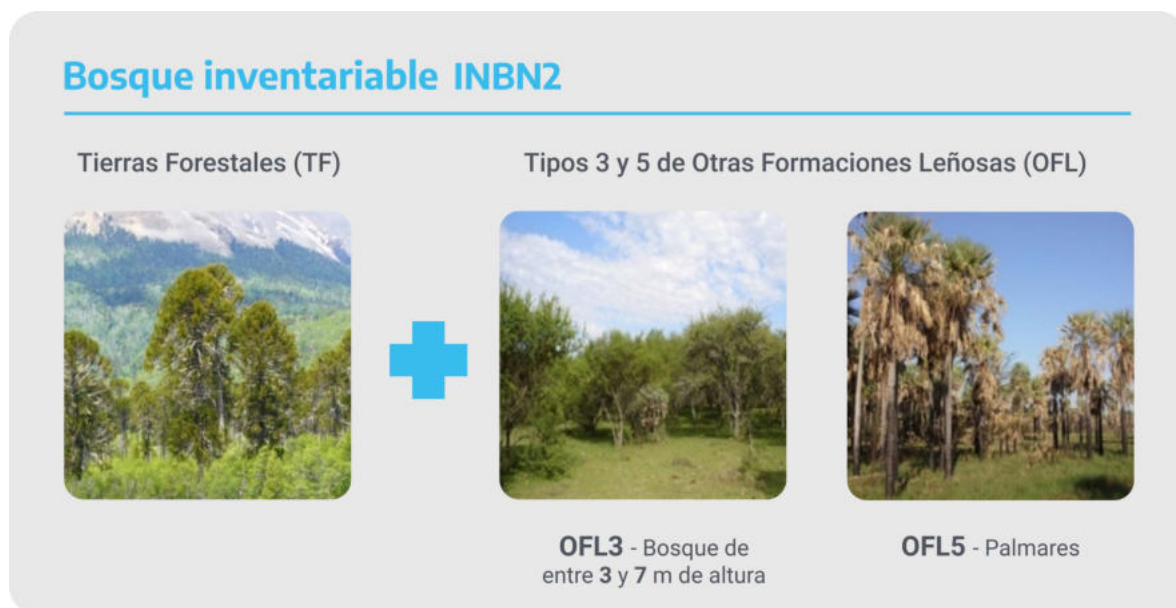 Bosque inventariable INBN2
Tierras Forestales (TF)
Tipos 3 y 5 de Otras Formaciones Leñosas (OFL)
OFL3 - Bosque de
entre 3 y 7 m de altura
OFL5 - Palmares